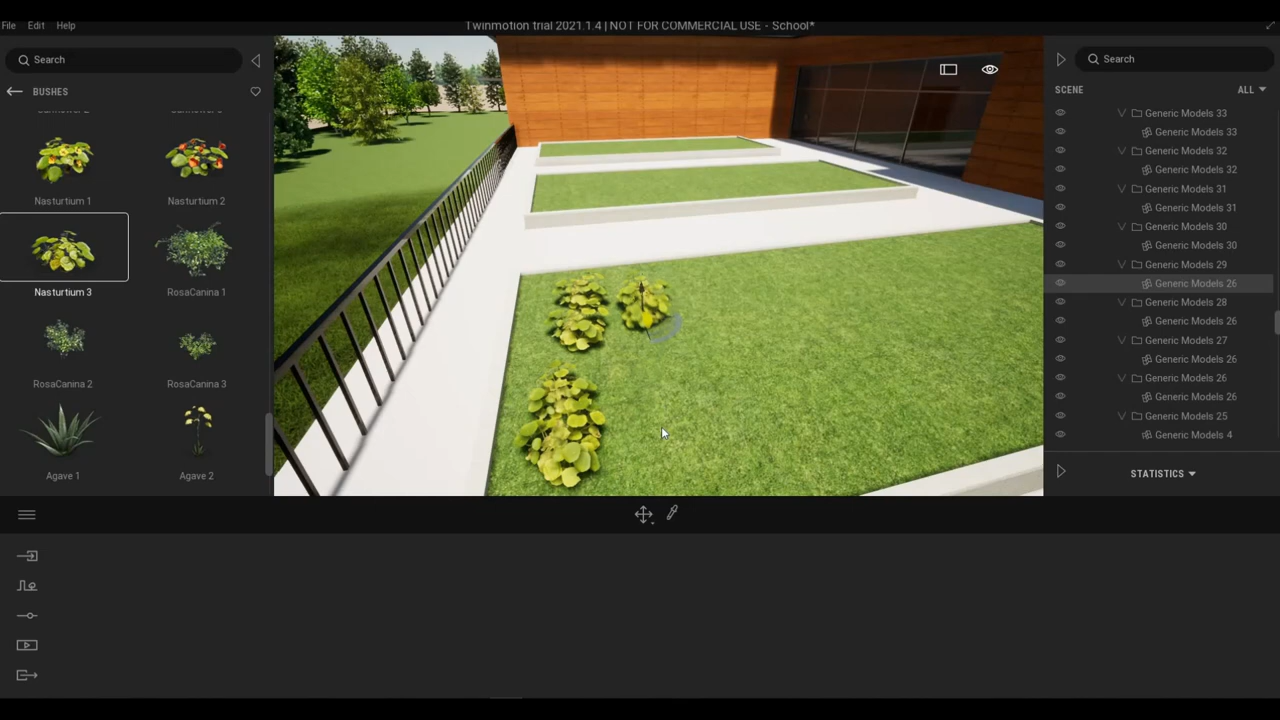 File Edit Help
Twinmotion trial 2021.1.4 | NOT FOR COMMERCIAL USE - School*
Search
BUSHES
Nasturtium 1
Nasturtium 2
Nasturtium 3
RosaCanina 1
RosaCanina 2
RosaCanina 3
Agave 1
Agave 2
Search
SCENE
ALL
Generic Models 33
Generic Models 33
Generic Models 32
Generic Models 32
Generic Models 31
Generic Models 31
Generic Models 30
Generic Models 30
Generic Models 29
Generic Models 26
Generic Models 28
Generic Models 26
Generic Models 27
Generic Models 26
Generic Models 26
Generic Models 26
Generic Models 25
Generic Models 4
STATISTICS